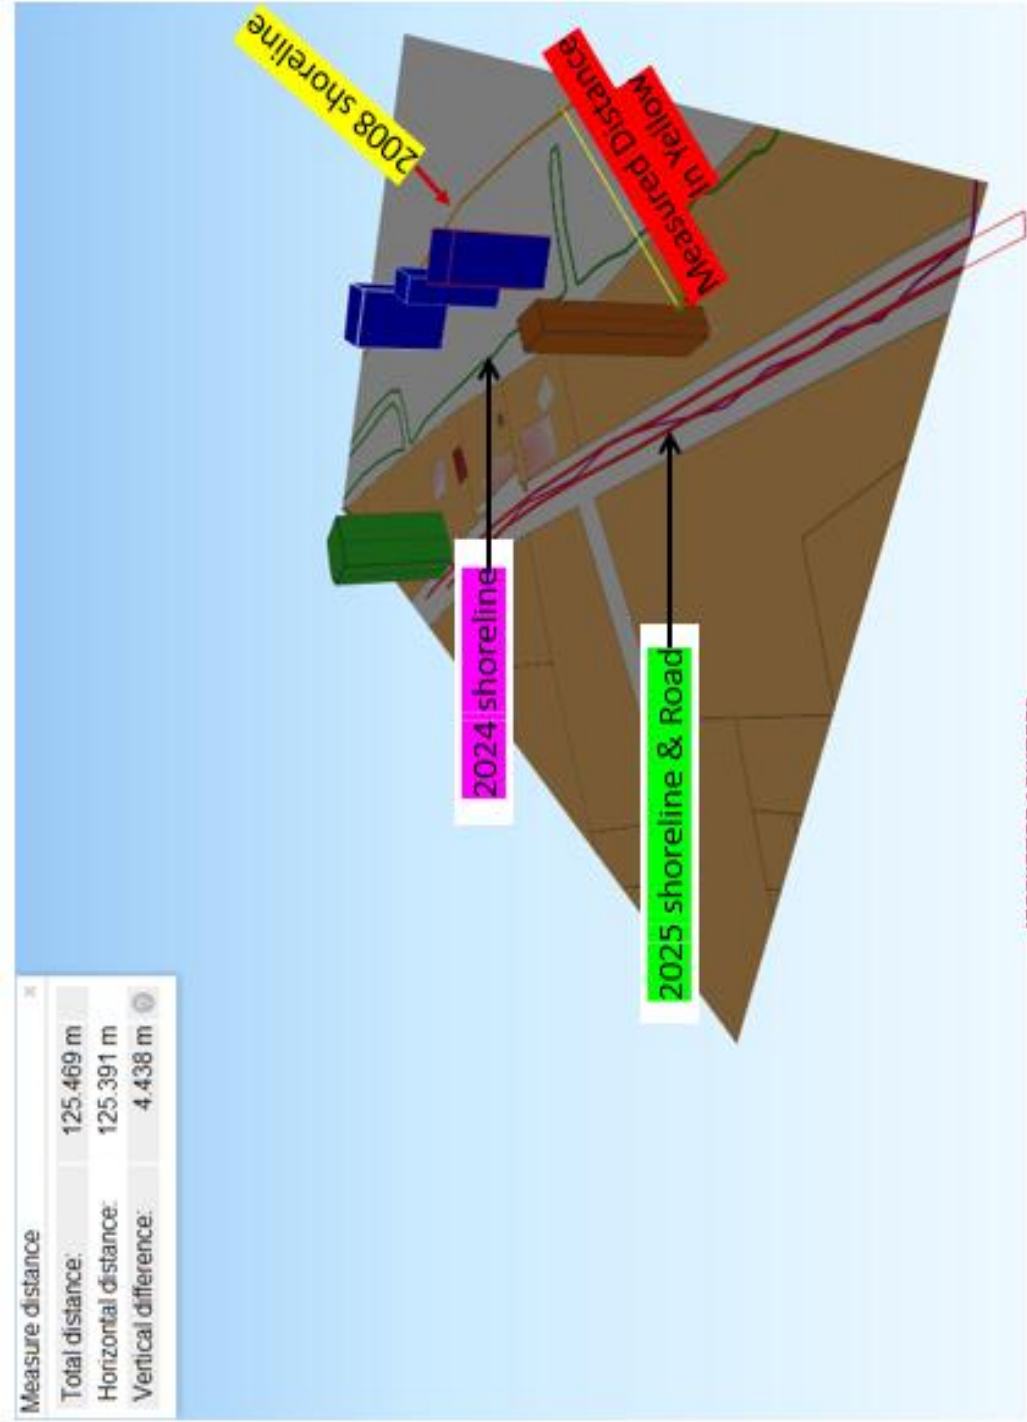 Measure distance
Total distance: 125.469 m
Horizontal distance: 125.391 m
Vertical difference: 4.438 m
2008 shoreline
Measured Distance
In Yellow
2024 shoreline
2025 shoreline & Road